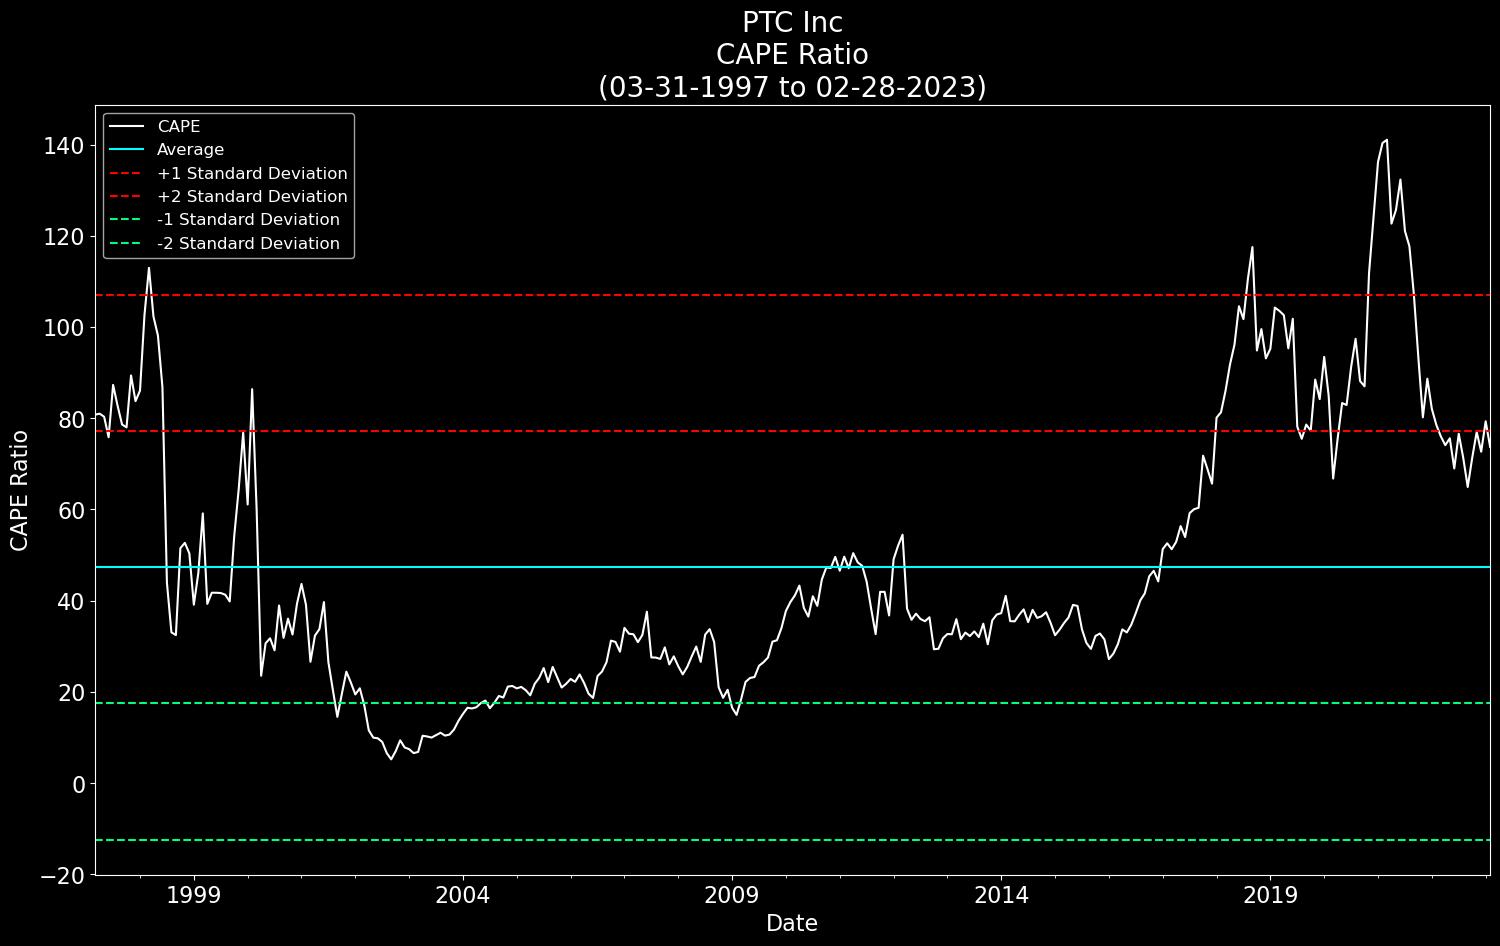 PTC Inc
CAPE Ratio
(03-31-1997 to 02-28-2023)
CAPE
Average
+1 Standard Deviation
+2 Standard Deviation
-1 Standard Deviation
-2 Standard Deviation
CAPE Ratio
140
120
100
80
60
40
20
0
−20
1999 2004 2009 2014 2019
Date